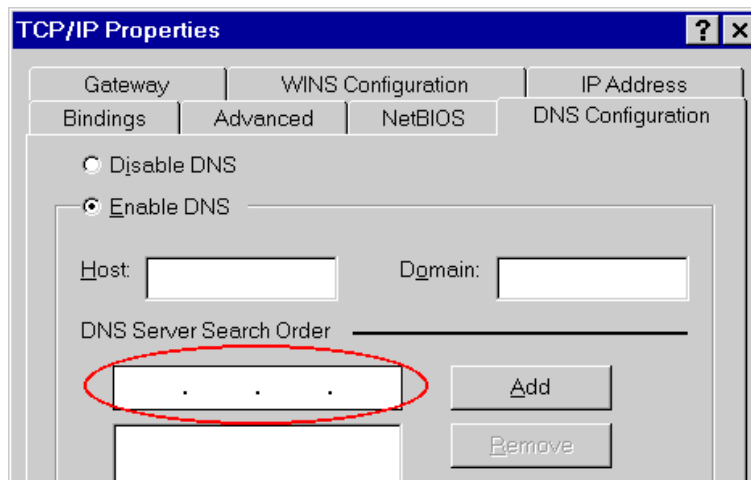 TCP/IP Properties ? ×
Gateway WINS Configuration IP Address
Bindings Advanced NetBIOS DNS Configuration
Disable DNS
Enable DNS
Host: Domain:
DNS Server Search Order
. . . Add
Remove